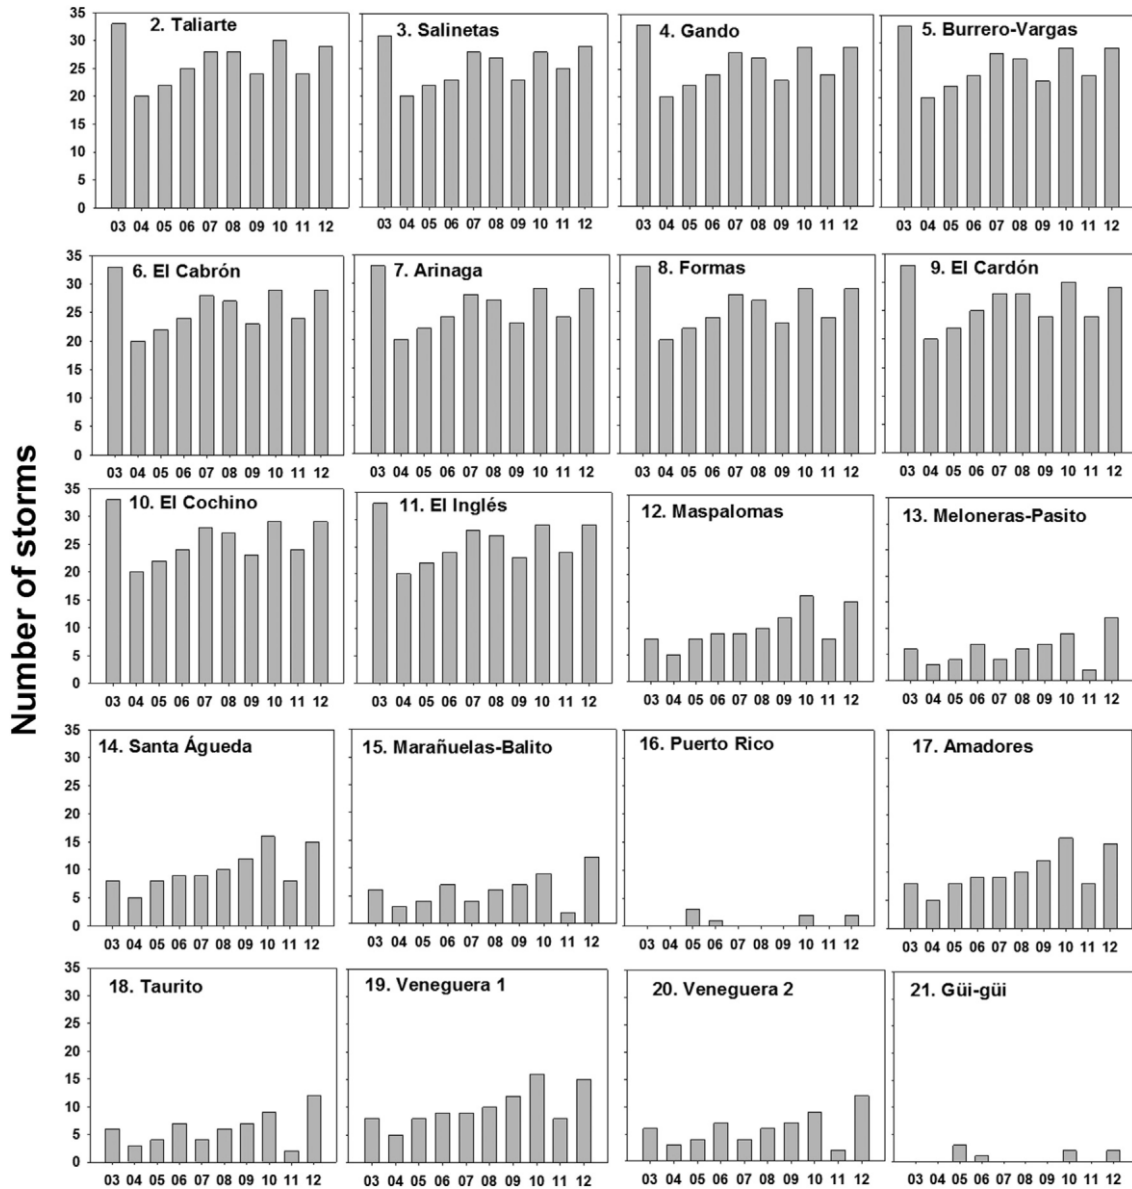 Number of storms
35
30
25
20
15
10
5
0
2. Taliarte
03 04 05 06 07 08 09 10 11 12
3. Salinetas
03 04 05 06 07 08 09 10 11 12
4. Gando
03 04 05 06 07 08 09 10 11 12
5. Burrero-Vargas
03 04 05 06 07 08 09 10 11 12
35
30
25
20
15
10
5
0
6. El Cabrón
03 04 05 06 07 08 09 10 11 12
7. Arinaga
03 04 05 06 07 08 09 10 11 12
8. Formas
03 04 05 06 07 08 09 10 11 12
9. El Cardón
03 04 05 06 07 08 09 10 11 12
35
30
25
20
15
10
5
0
10. El Cochino
03 04 05 06 07 08 09 10 11 12
11. El Inglés
03 04 05 06 07 08 09 10 11 12
12. Maspalomas
03 04 05 06 07 08 09 10 11 12
13. Meloneras-Pasito
03 04 05 06 07 08 09 10 11 12
35
30
25
20
15
10
5
0
14. Santa Águeda
03 04 05 06 07 08 09 10 11 12
15. Marañuelas-Balito
03 04 05 06 07 08 09 10 11 12
16. Puerto Rico
03 04 05 06 07 08 09 10 11 12
17. Amadores
03 04 05 06 07 08 09 10 11 12
35
30
25
20
15
10
5
0
18. Taurito
03 04 05 06 07 08 09 10 11 12
19. Veneguera 1
03 04 05 06 07 08 09 10 11 12
20. Veneguera 2
03 04 05 06 07 08 09 10 11 12
21. Güi-güi
03 04 05 06 07 08 09 10 11 12